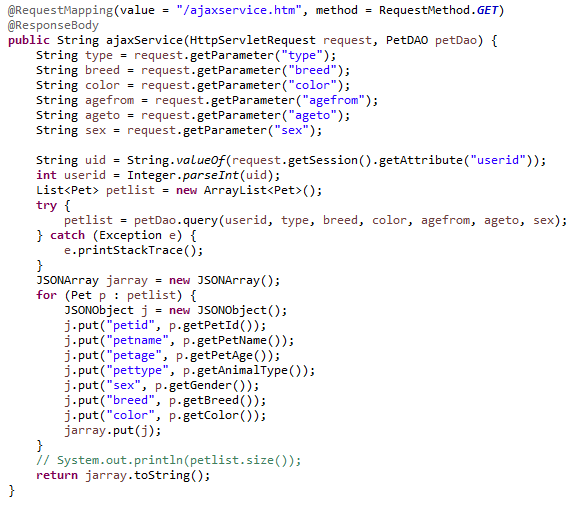 @RequestMapping(value = "/ajaxservice.htm", method = RequestMethod.GET)
@ResponseBody
public String ajaxService(HttpServletRequest request, PetDAO petDao) {
    String type = request.getParameter("type");
    String breed = request.getParameter("breed");
    String color = request.getParameter("color");
    String agefrom = request.getParameter("agefrom");
    String ageto = request.getParameter("ageto");
    String sex = request.getParameter("sex");

    String uid = String.valueOf(request.getSession().getAttribute("userid"));
    int userid = Integer.parseInt(uid);
    List<Pet> petlist = new ArrayList<Pet>();
    try {
        petlist = petDao.query(userid, type, breed, color, agefrom, ageto, sex);
    } catch (Exception e) {
        e.printStackTrace();
    }
    JSONArray jarray = new JSONArray();
    for (Pet p : petlist) {
        JSONObject j = new JSONObject();
        j.put("petid", p.getPetId());
        j.put("petname", p.getPetName());
        j.put("petage", p.getPetAge());
        j.put("pettype", p.getAnimalType());
        j.put("sex", p.getGender());
        j.put("breed", p.getBreed());
        j.put("color", p.getColor());
        jarray.put(j);
    }
    // System.out.println(petlist.size());
    return jarray.toString();
}